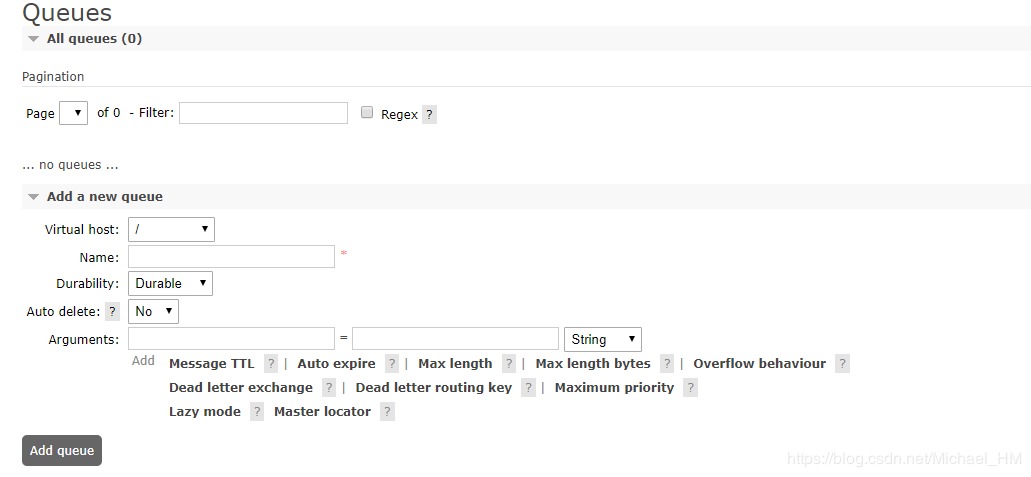 Queues
All queues (0)
Pagination
Page of 0 - Filter: Regex ?
... no queues ...
Add a new queue
Virtual host: /
Name: *
Durability: Durable
Auto delete: ? No
Arguments: = String
Add Message TTL ? | Auto expire ? | Max length ? | Max length bytes ? | Overflow behaviour ?
Dead letter exchange ? | Dead letter routing key ? | Maximum priority ?
Lazy mode ? Master locator ?
Add queue
https://blog.csdn.net/Michael_HM